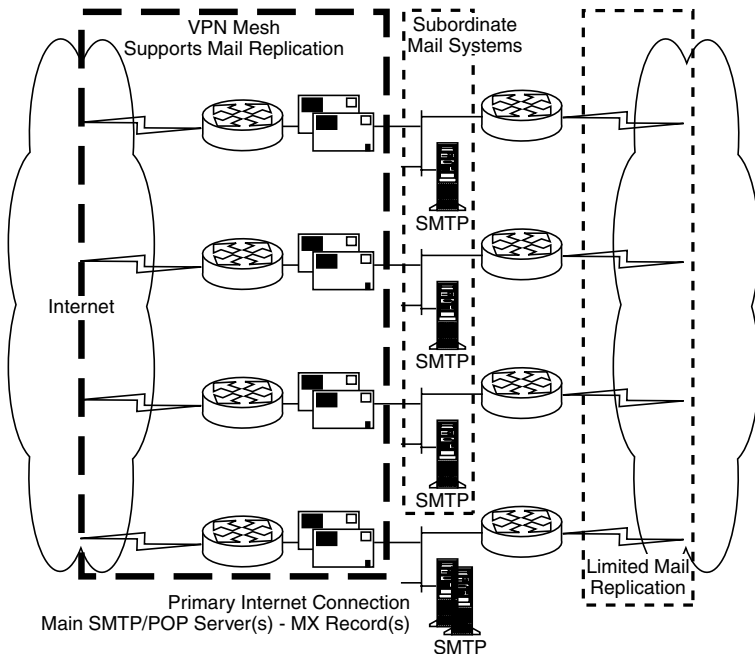 VPN Mesh
Supports Mail Replication
Subordinate
Mail Systems
SMTP
Internet
SMTP
SMTP
Limited Mail
Replication
Primary Internet Connection
Main SMTP/POP Server(s) - MX Record(s)
SMTP